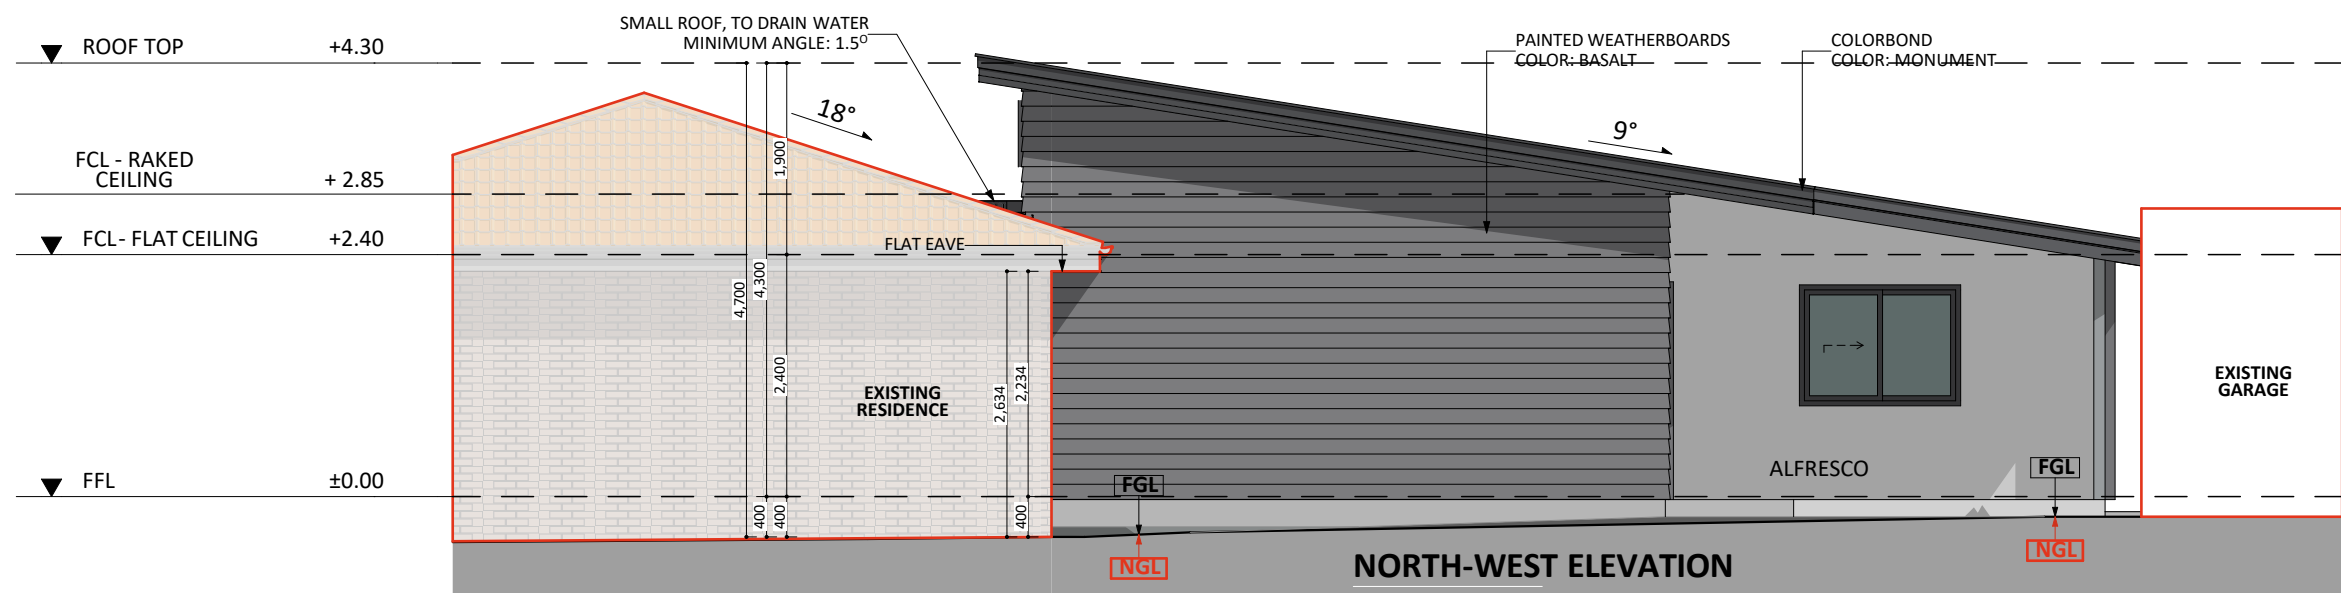 SMALL ROOF, TO DRAIN WATER
MINIMUM ANGLE: 1.5°
ROOF TOP +4.30
PAINTED WEATHERBOARDS
COLOR: BASALT
COLORBOND
COLOR: MONUMENT
18°
9°
1,900
FCL - RAKED
CEILING + 2.85
FCL- FLAT CEILING +2.40
FLAT EAVE
4,700
4,300
2,400
2,634
2,234
EXISTING
RESIDENCE
EXISTING
GARAGE
ALFRESCO
FGL
FGL
FFL ±0.00
400
400
400
NGL
NGL
NORTH-WEST ELEVATION